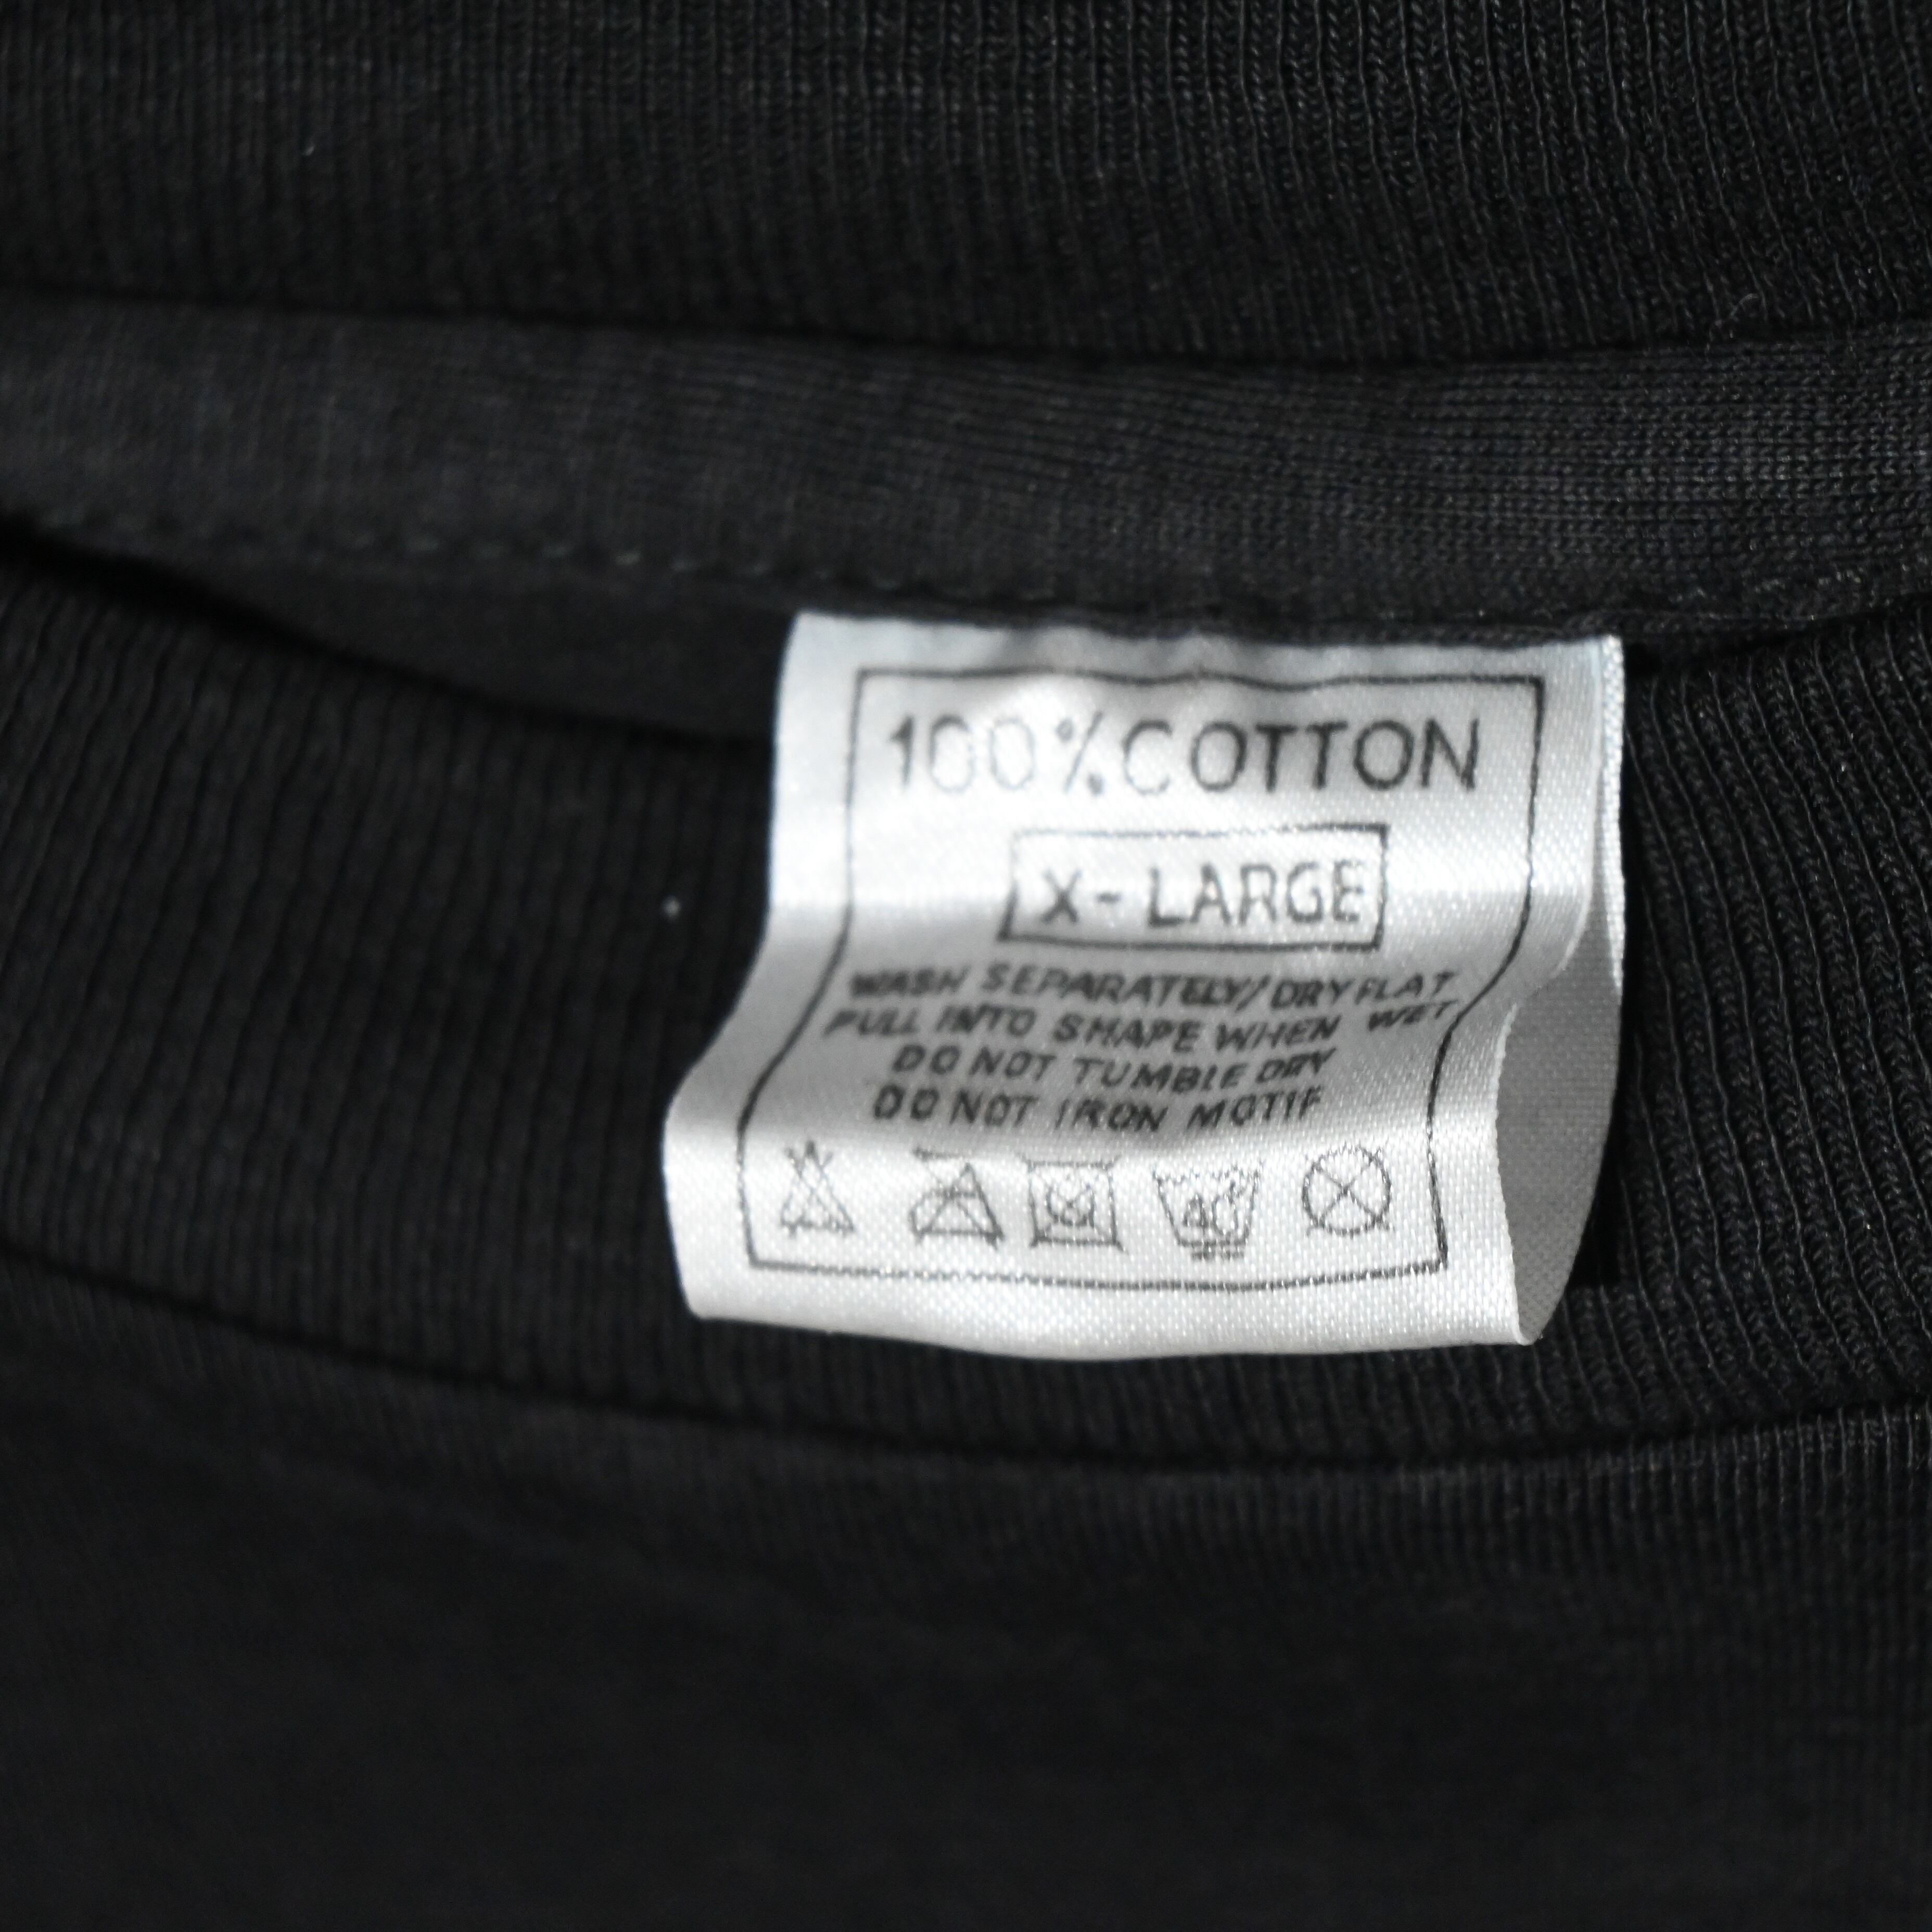 100% COTTON
X-LARGE
WASH SEPARATELY/DRY FLAT
PULL INTO SHAPE WHEN WET
DO NOT TUMBLE DRY
DO NOT IRON MOTIF
40°